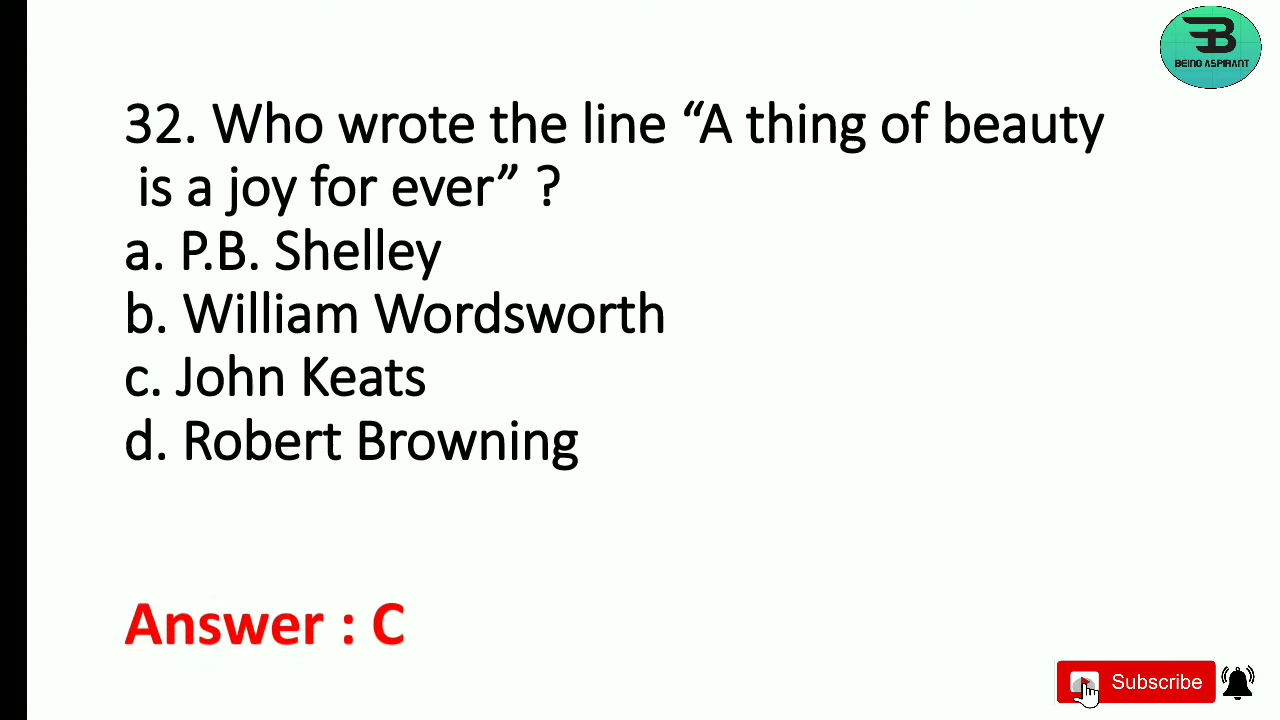 BEING ASPIRANT
32. Who wrote the line “A thing of beauty
is a joy for ever” ?
a. P.B. Shelley
b. William Wordsworth
c. John Keats
d. Robert Browning
Answer : C
Subscribe